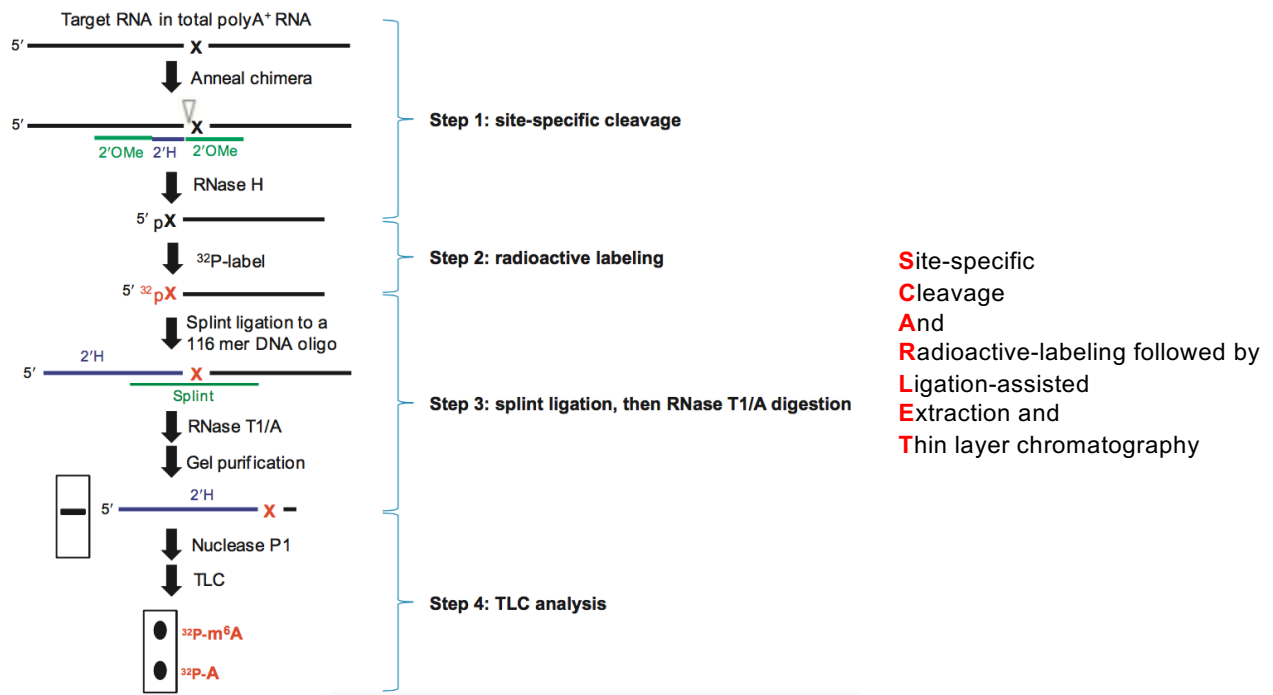 Target RNA in total polyA⁺ RNA
5′ X
Anneal chimera
5′ X
2′OMe 2′H 2′OMe
RNase H
5′ pX
³²P-label
5′ ³²pX
Splint ligation to a
116 mer DNA oligo
2′H
5′ X
Splint
RNase T1/A
Gel purification
2′H
5′ X
Nuclease P1
TLC
³²P-m⁶A
³²P-A
Step 1: site-specific cleavage
Step 2: radioactive labeling
Step 3: splint ligation, then RNase T1/A digestion
Step 4: TLC analysis
Site-specific
Cleavage
And
Radioactive-labeling followed by
Ligation-assisted
Extraction and
Thin layer chromatography